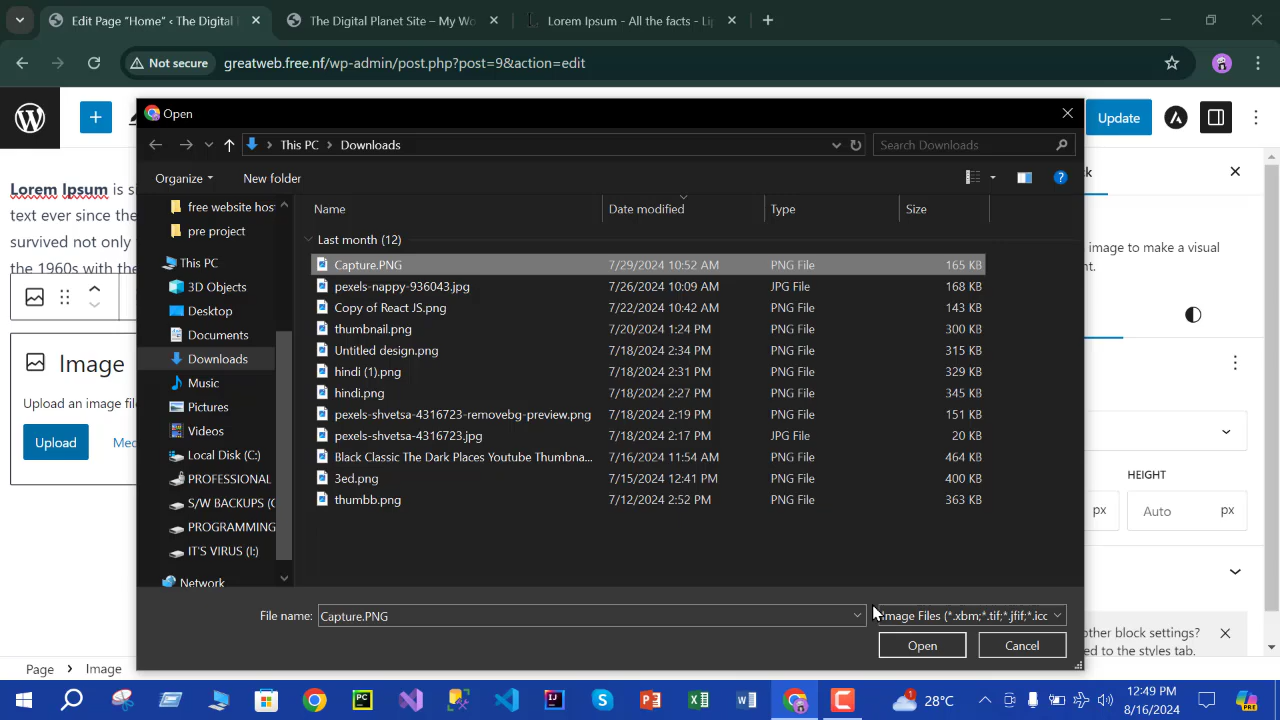 Edit Page "Home" ‹ The Digital
The Digital Planet Site – My Wo
Lorem Ipsum - All the facts - Lip
Not secure
greatweb.free.nf/wp-admin/post.php?post=9&action=edit
Open
Update
This PC
Downloads
Search Downloads
Organize
New folder
Lorem Ipsum is s
text ever since the
survived not only
the 1960s with the
Image
Upload an image file
Upload
Med
free website hos
pre project
This PC
3D Objects
Desktop
Documents
Downloads
Music
Pictures
Videos
Local Disk (C:)
PROFESSIONAL
S/W BACKUPS (G
PROGRAMMING
IT'S VIRUS (I:)
Network
Name Date modified Type Size
Last month (12)
Capture.PNG 7/29/2024 10:52 AM PNG File 165 KB
pexels-nappy-936043.jpg 7/26/2024 10:09 AM JPG File 168 KB
Copy of React JS.png 7/22/2024 10:42 AM PNG File 143 KB
thumbnail.png 7/20/2024 1:24 PM PNG File 300 KB
Untitled design.png 7/18/2024 2:34 PM PNG File 315 KB
hindi (1).png 7/18/2024 2:31 PM PNG File 329 KB
hindi.png 7/18/2024 2:27 PM PNG File 345 KB
pexels-shvetsa-4316723-removebg-preview.png 7/18/2024 2:19 PM PNG File 151 KB
pexels-shvetsa-4316723.jpg 7/18/2024 2:17 PM JPG File 20 KB
Black Classic The Dark Places Youtube Thumbna... 7/16/2024 11:54 AM PNG File 464 KB
3ed.png 7/15/2024 12:41 PM PNG File 400 KB
thumbb.png 7/12/2024 2:52 PM PNG File 363 KB
File name: Capture.PNG
Image Files (*.xbm;*.tif;*.jfif;*.icc
Open
Cancel
ck
image to make a visual
nt.
HEIGHT
px
Auto px
other block settings?
ed to the styles tab.
Page
Image
28°C
12:49 PM
8/16/2024